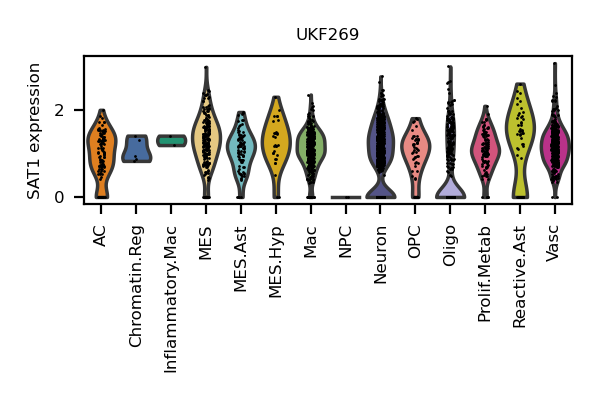 UKF269
SAT1 expression
2
0
AC
Chromatin.Reg
Inflammatory.Mac
MES
MES.Ast
MES.Hyp
Mac
NPC
Neuron
OPC
Oligo
Prolif.Metab
Reactive.Ast
Vasc